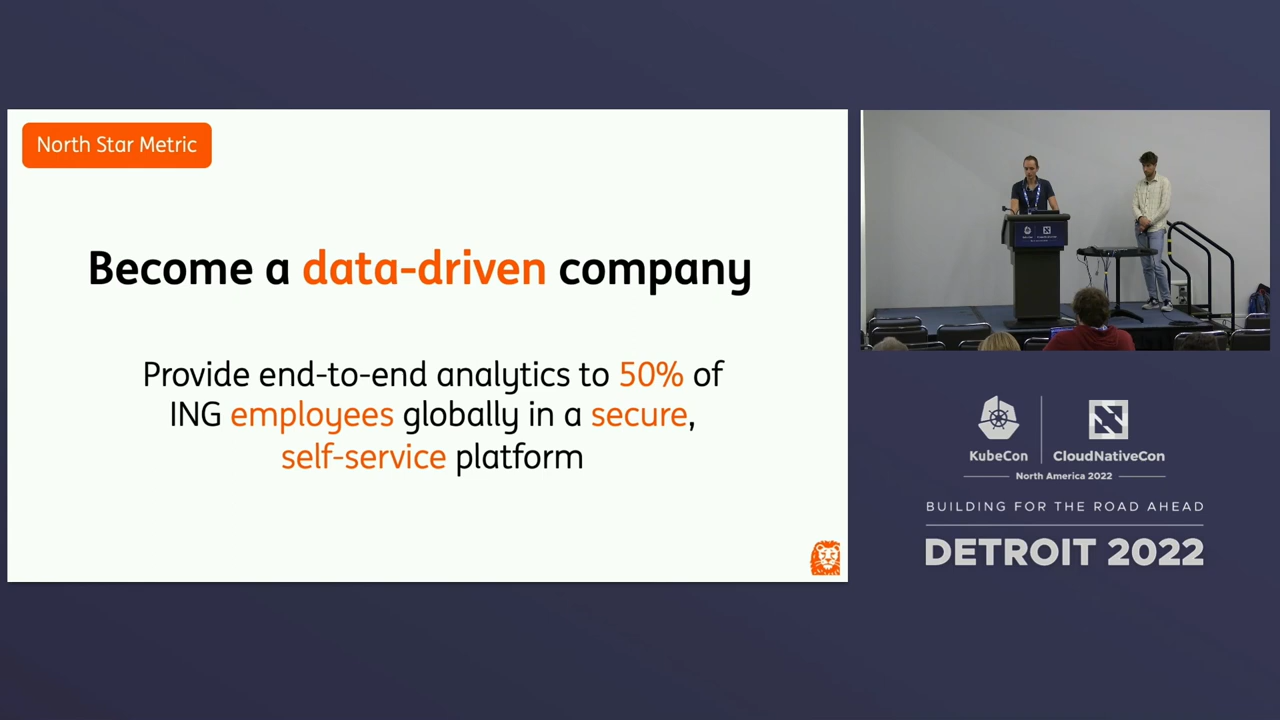 North Star Metric
Become a data-driven company
Provide end-to-end analytics to 50% of
ING employees globally in a secure,
self-service platform
KubeCon
CloudNativeCon
North America 2022
BUILDING FOR THE ROAD AHEAD
DETROIT 2022